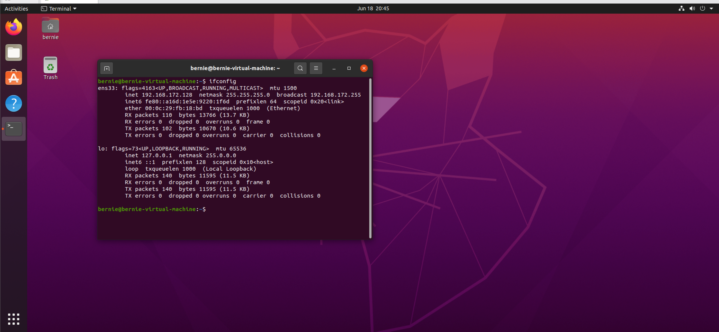 Activities
Terminal
Jun 18 20:45
bernie
Trash
bernie@bernie-virtual-machine: ~
bernie@bernie-virtual-machine:~$ ifconfig
ens33: flags=4163<UP,BROADCAST,RUNNING,MULTICAST>  mtu 1500
inet 192.168.172.128  netmask 255.255.255.0  broadcast 192.168.172.255
inet6 fe80::a16d:1e5e:9220:1f6d  prefixlen 64  scopeid 0x20<link>
ether 00:0c:29:fb:18:bd  txqueuelen 1000  (Ethernet)
RX packets 110  bytes 13766 (13.7 KB)
RX errors 0  dropped 0  overruns 0  frame 0
TX packets 102  bytes 10670 (10.6 KB)
TX errors 0  dropped 0 overruns 0  carrier 0  collisions 0
lo: flags=73<UP,LOOPBACK,RUNNING>  mtu 65536
inet 127.0.0.1  netmask 255.0.0.0
inet6 ::1  prefixlen 128  scopeid 0x10<host>
loop  txqueuelen 1000  (Local Loopback)
RX packets 140  bytes 11595 (11.5 KB)
RX errors 0  dropped 0  overruns 0  frame 0
TX packets 140  bytes 11595 (11.5 KB)
TX errors 0  dropped 0 overruns 0  carrier 0  collisions 0
bernie@bernie-virtual-machine:~$